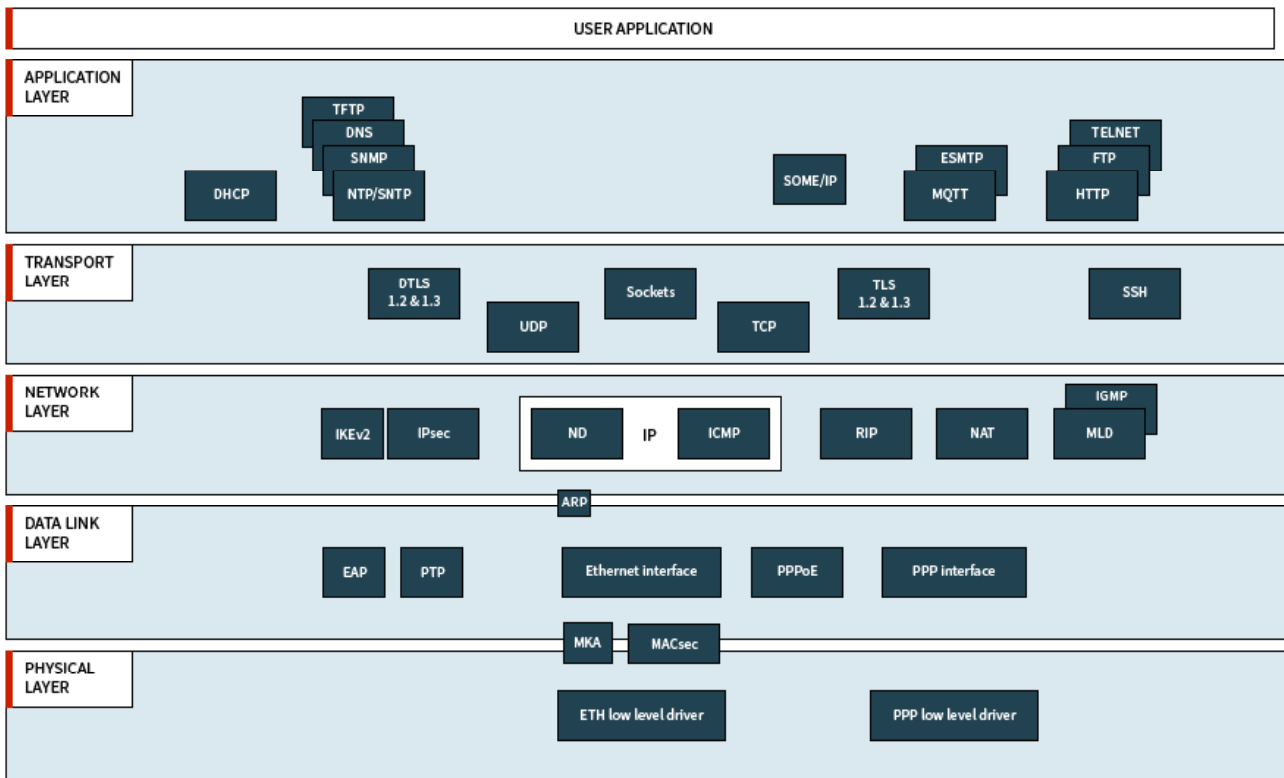 USER APPLICATION
APPLICATION
LAYER
TFTP
DNS
SNMP
NTP/SNTP
DHCP
SOME/IP
ESMTP
MQTT
TELNET
FTP
HTTP
TRANSPORT
LAYER
DTLS
1.2 & 1.3
UDP
Sockets
TCP
TLS
1.2 & 1.3
SSH
NETWORK
LAYER
IKEv2
IPsec
ND
IP
ICMP
RIP
NAT
IGMP
MLD
ARP
DATA LINK
LAYER
EAP
PTP
Ethernet interface
PPPoE
PPP interface
MKA
MACsec
PHYSICAL
LAYER
ETH low level driver
PPP low level driver